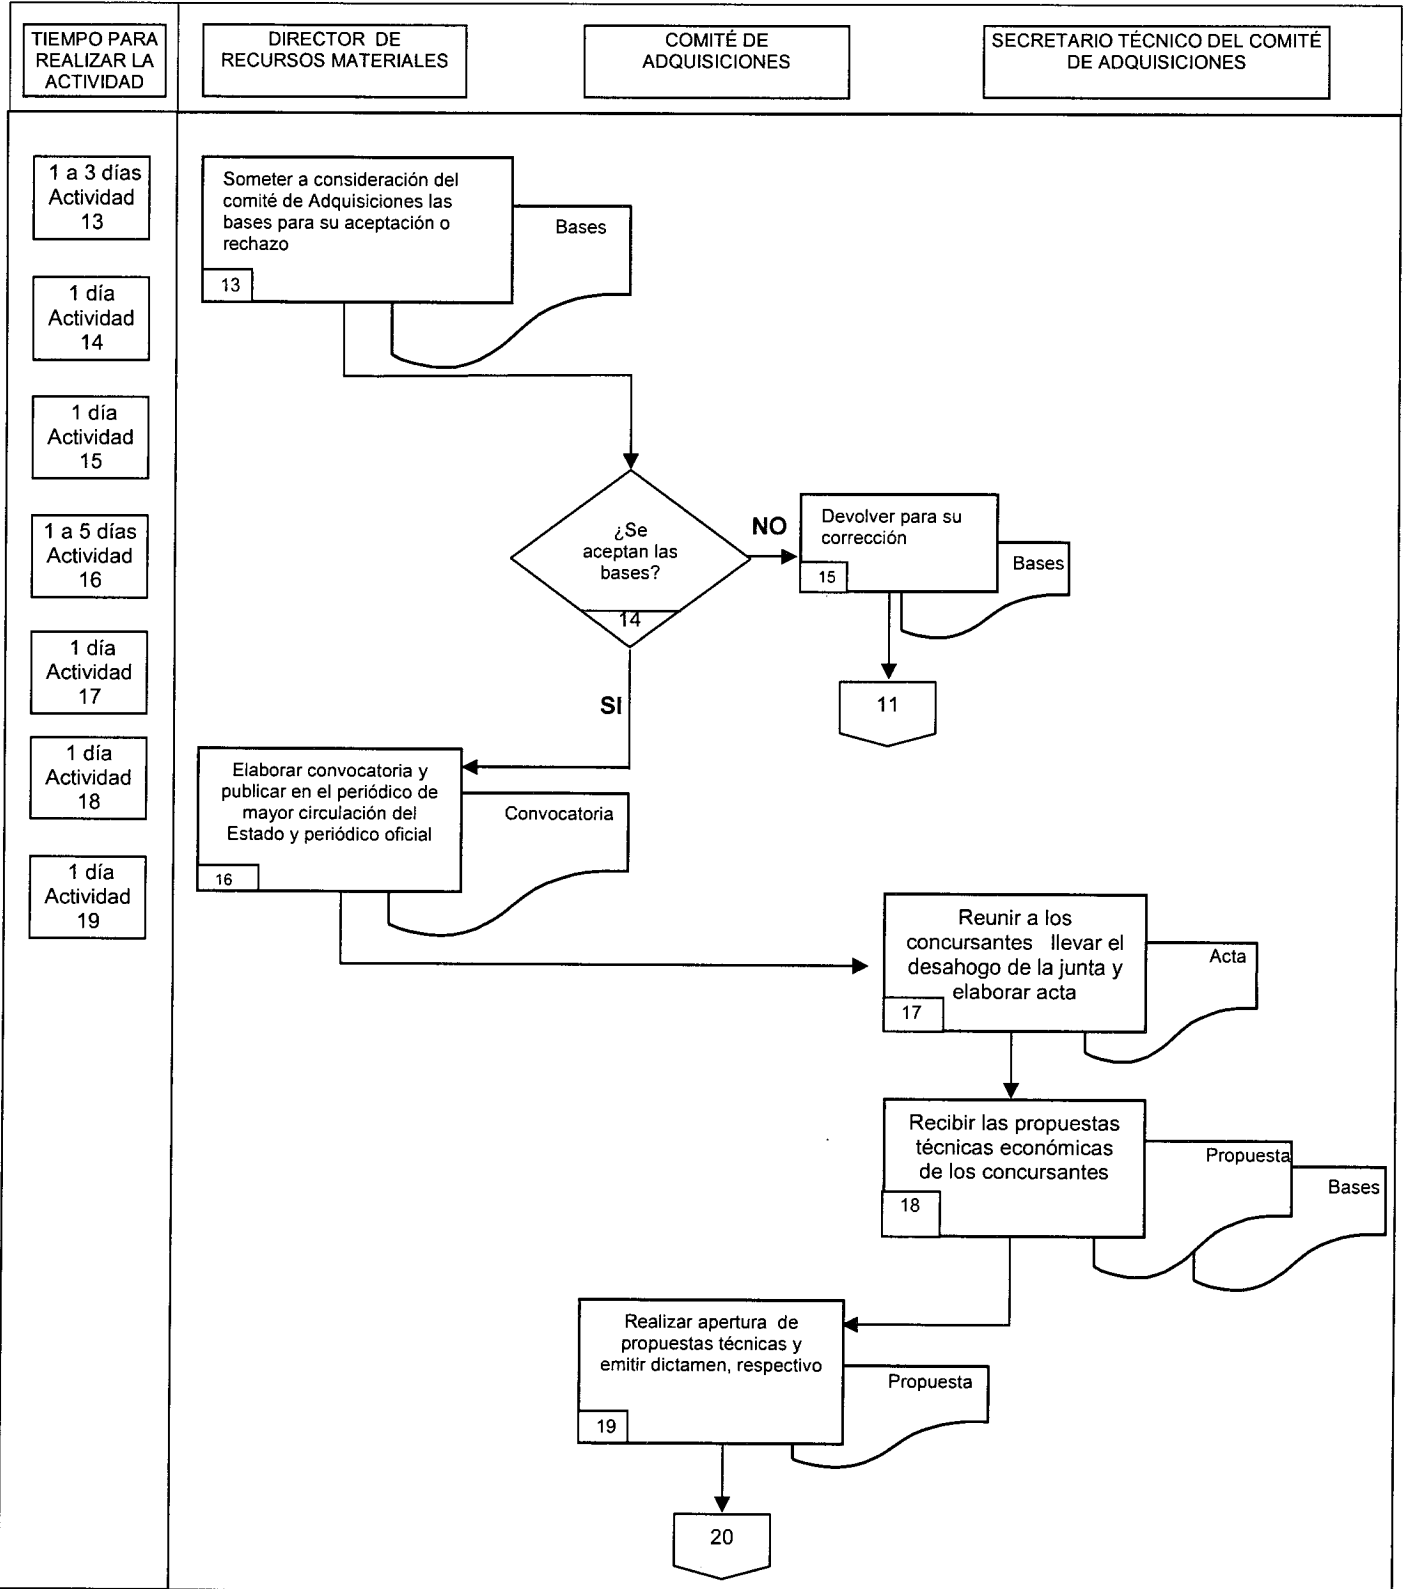 TIEMPO PARA
REALIZAR LA
ACTIVIDAD
DIRECTOR DE
RECURSOS MATERIALES
COMITÉ DE
ADQUISICIONES
SECRETARIO TÉCNICO DEL COMITÉ
DE ADQUISICIONES
1 a 3 días
Actividad
13
1 día
Actividad
14
1 día
Actividad
15
1 a 5 días
Actividad
16
1 día
Actividad
17
1 día
Actividad
18
1 día
Actividad
19
Someter a consideración del
comité de Adquisiciones las
bases para su aceptación o
rechazo
13
Bases
¿Se
aceptan las
bases?
14
NO
Devolver para su
corrección
15
Bases
11
SI
Elaborar convocatoria y
publicar en el periódico de
mayor circulación del
Estado y periódico oficial
16
Convocatoria
Reunir a los
concursantes llevar el
desahogo de la junta y
elaborar acta
17
Acta
Recibir las propuestas
técnicas económicas
de los concursantes
18
Propuesta
Bases
Realizar apertura de
propuestas técnicas y
emitir dictamen, respectivo
19
Propuesta
20